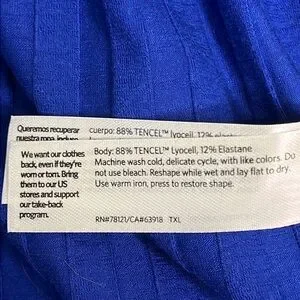 Queremos recuperar
nuestra ropa, incluso
cuerpo: 88% TENCEL™ lyocell, 12%
We want our clothes
back, even if they're
worn or torn. Bring
them to our US
stores and support
our take-back
program.
Body: 88% TENCEL™ Lyocell, 12% Elastane
Machine wash cold, delicate cycle, with like colors. Do
not use bleach. Reshape while wet and lay flat to dry.
Use warm iron, press to restore shape.
RN#78121/CA#63918 TXL